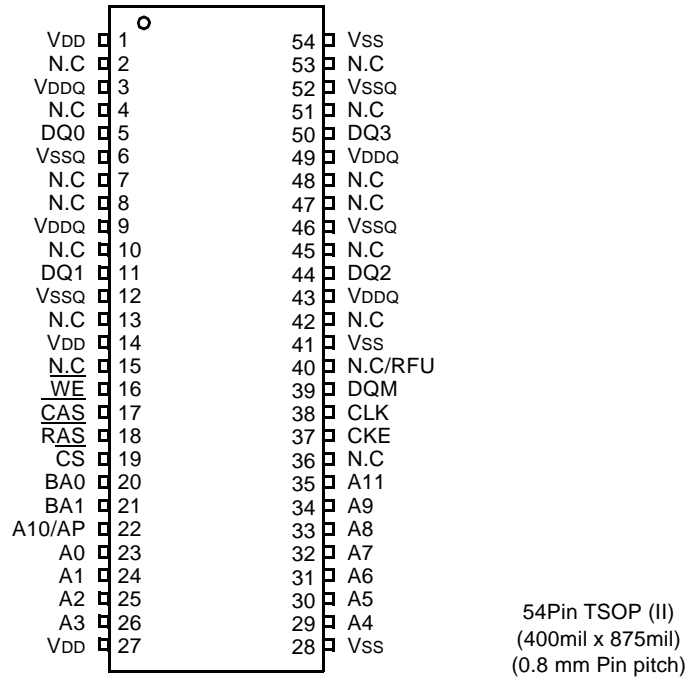 VDD 1 54 VSS
N.C 2 53 N.C
VDDQ 3 52 VSSQ
N.C 4 51 N.C
DQ0 5 50 DQ3
VSSQ 6 49 VDDQ
N.C 7 48 N.C
N.C 8 47 N.C
VDDQ 9 46 VSSQ
N.C 10 45 N.C
DQ1 11 44 DQ2
VSSQ 12 43 VDDQ
N.C 13 42 N.C
VDD 14 41 VSS
N.C 15 40 N.C/RFU
WE 16 39 DQM
CAS 17 38 CLK
RAS 18 37 CKE
CS 19 36 N.C
BA0 20 35 A11
BA1 21 34 A9
A10/AP 22 33 A8
A0 23 32 A7
A1 24 31 A6
A2 25 30 A5
A3 26 29 A4
VDD 27 28 VSS
54Pin TSOP (II)
(400mil x 875mil)
(0.8 mm Pin pitch)